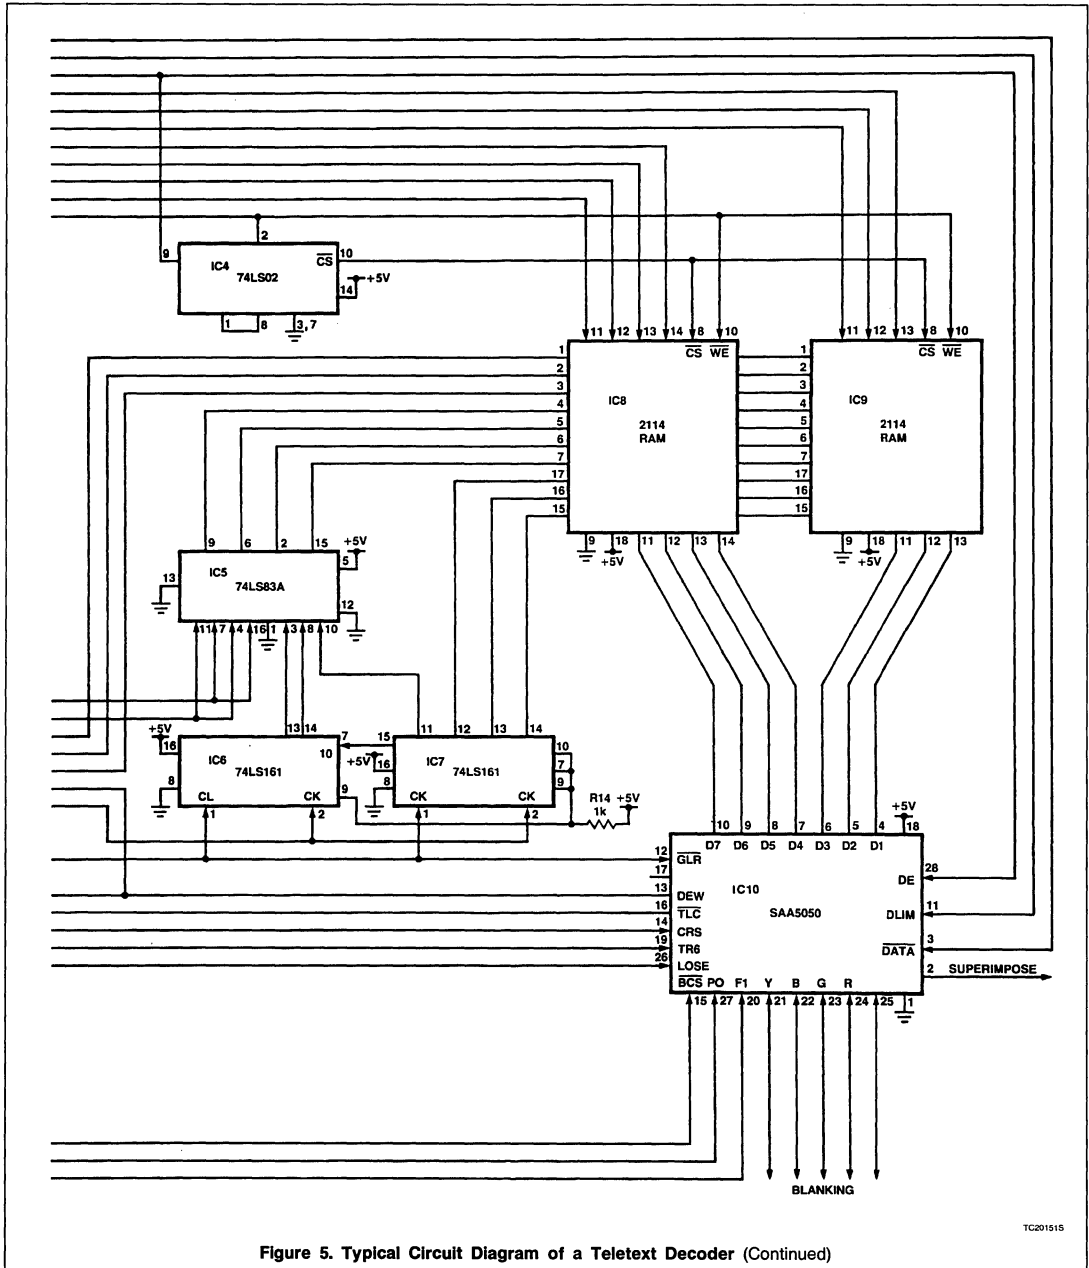 2
9
IC4
74LS02
CS 10
+5V
14
1 8 3,7
11 12 13 14 8 10
CS WE
11 12 13 8 10
CS WE
1 1
2 2
3 3
4 4
5 5
6 6
7 7
17 17
16 16
15 15
IC8
2114
RAM
IC9
2114
RAM
9 18 11 12 13 14
+5V
9 18 11 12 13
+5V
9 6 2 15
+5V
5
13
IC5
74LS83A
12
11 7 4 16 1 3 8 10
+5V
16
13 14
IC6
74LS161
10
7
8
9
CL CK
1 2
15
11 12 13 14
+5V
16
IC7
74LS161
10
7
9
8
CK CK
1 2
R14
1k
+5V
+5V
10 9 8 7 6 5 4 18
D7 D6 D5 D4 D3 D2 D1
12 GLR
17
13 DEW
16 TLC
14 CRS
19 TR6
26 LOSE
IC10
SAA5050
DE 28
DLIM 11
DATA 3
2 SUPERIMPOSE
BCS PO F1 Y B G R
15 27 20 21 22 23 24 25 1
BLANKING
TC20151S
Figure 5. Typical Circuit Diagram of a Teletext Decoder (Continued)